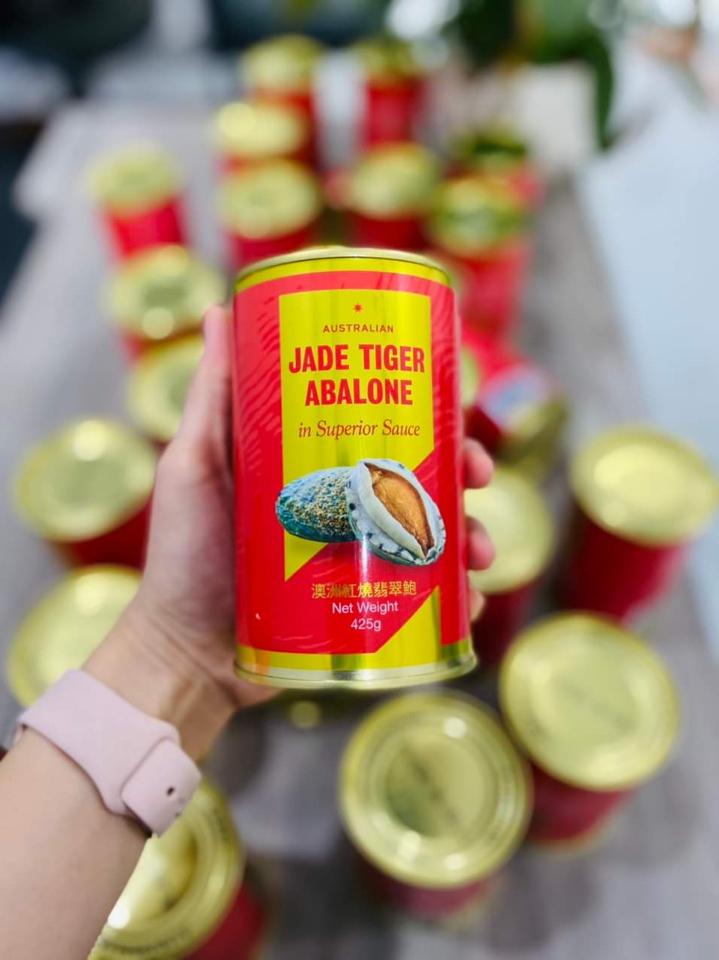 AUSTRALIAN
JADE TIGER
ABALONE
in Superior Sauce
澳洲紅燒翡翠鮑
Net Weight
425g